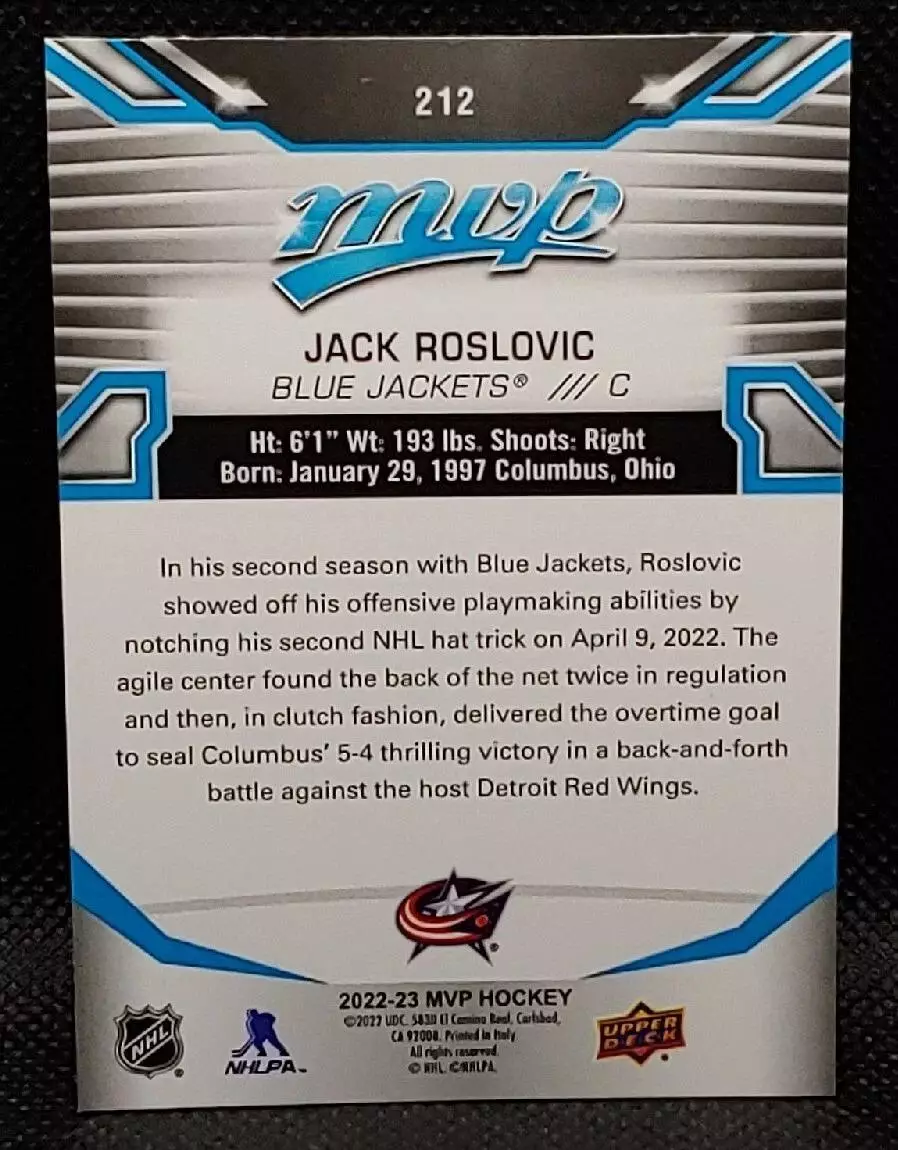 212
mvp
JACK ROSLOVIC
BLUE JACKETS® /// C
Ht: 6'1" Wt: 193 lbs. Shoots: Right
Born: January 29, 1997 Columbus, Ohio
In his second season with Blue Jackets, Roslovic
showed off his offensive playmaking abilities by
notching his second NHL hat trick on April 9, 2022. The
agile center found the back of the net twice in regulation
and then, in clutch fashion, delivered the overtime goal
to seal Columbus' 5-4 thrilling victory in a back-and-forth
battle against the host Detroit Red Wings.
2022-23 MVP HOCKEY
©2022 UDC. 5830 El Camino Real, Carlsbad,
CA 92008. Printed in Italy
All rights reserved.
© NHL. ©NHLPA.
NHL
NHLPA
UPPER
DECK